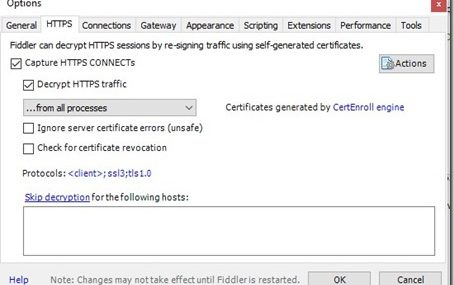 Options
General HTTPS Connections Gateway Appearance Scripting Extensions Performance Tools
Fiddler can decrypt HTTPS sessions by re-signing traffic using self-generated certificates.
Capture HTTPS CONNECTs
Actions
Decrypt HTTPS traffic
...from all processes
Certificates generated by CertEnroll engine
Ignore server certificate errors (unsafe)
Check for certificate revocation
Protocols: <client>;ssl3;tls1.0
Skip decryption for the following hosts:
Help Note: Changes may not take effect until Fiddler is restarted. OK Cancel